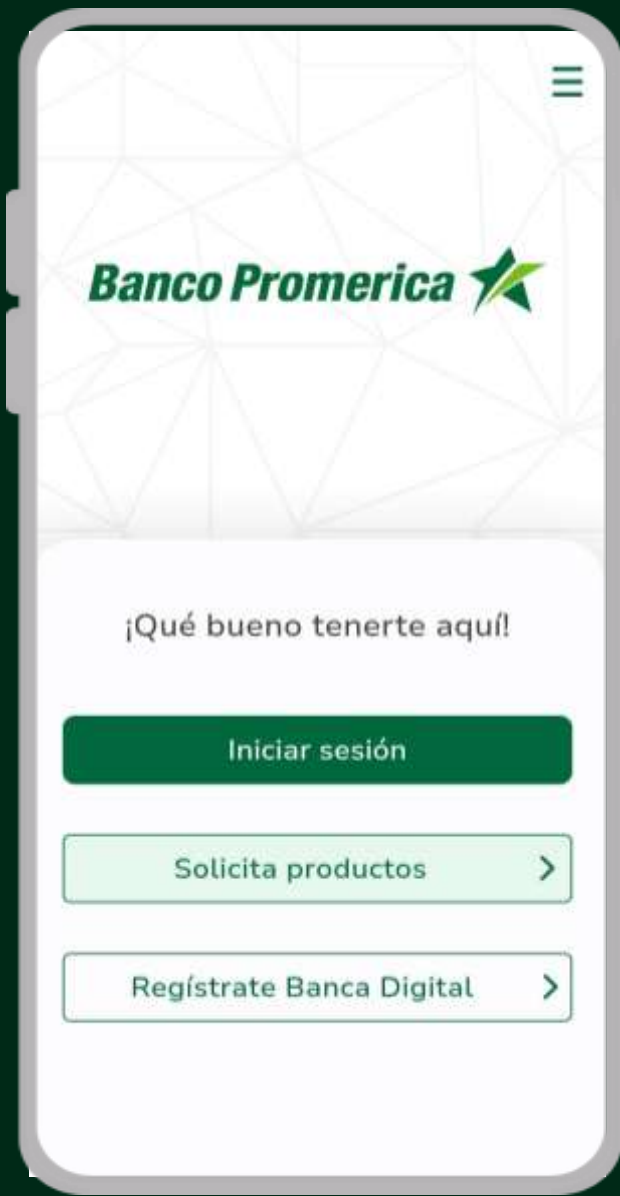 Banco Promerica
¡Qué bueno tenerte aquí!
Iniciar sesión
Solicita productos
Regístrate Banca Digital